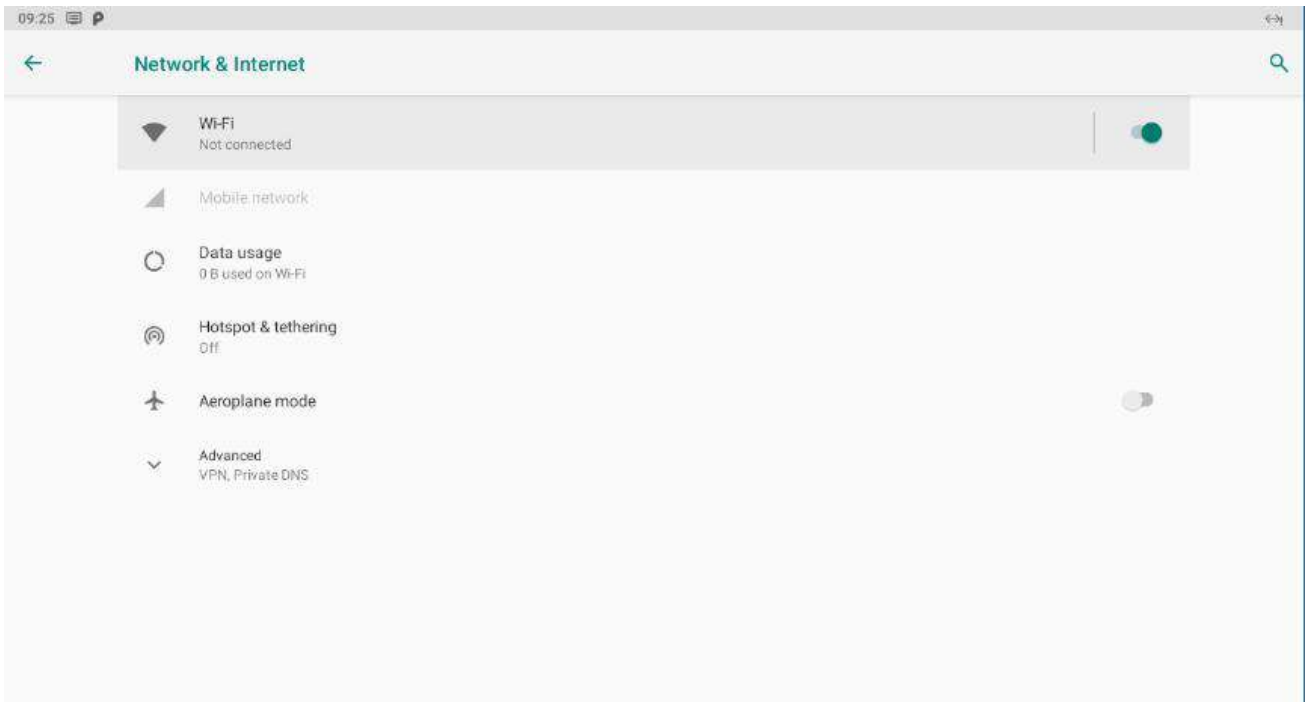 09:25
Network & Internet
Wi-Fi
Not connected
Mobile network
Data usage
0 B used on Wi-Fi
Hotspot & tethering
Off
Aeroplane mode
Advanced
VPN, Private DNS